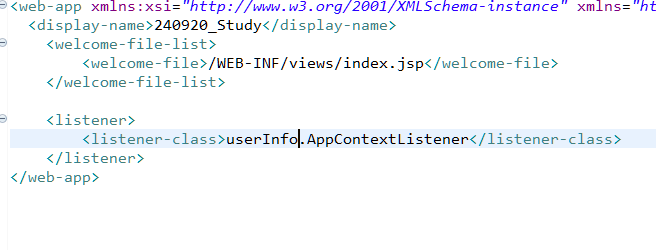 <web-app xmlns:xsi="http://www.w3.org/2001/XMLSchema-instance" xmlns="ht
<display-name>240920_Study</display-name>
<welcome-file-list>
<welcome-file>/WEB-INF/views/index.jsp</welcome-file>
</welcome-file-list>
<listener>
<listener-class>userInfo.AppContextListener</listener-class>
</listener>
</web-app>